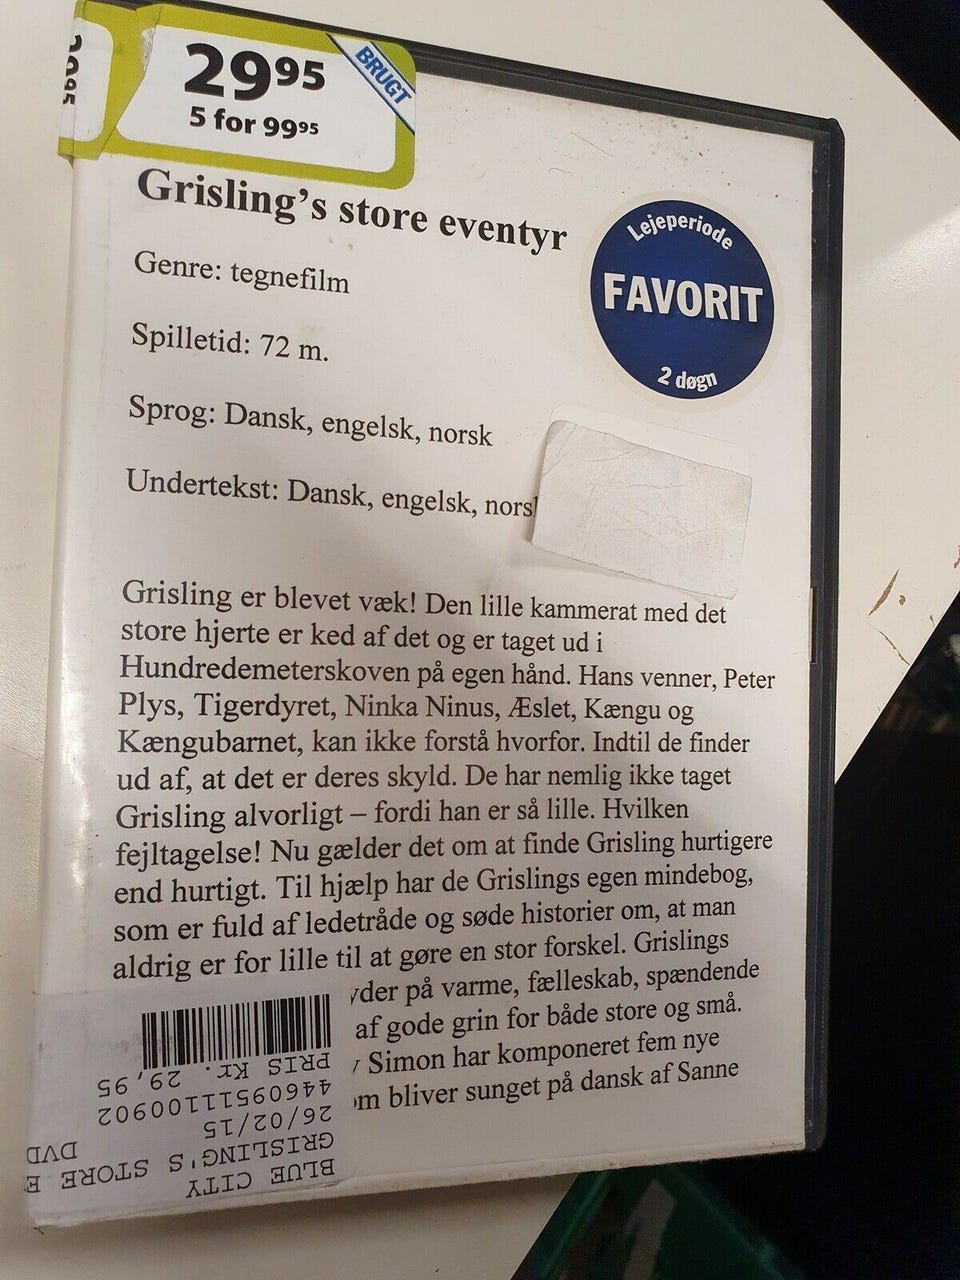 2995
29 95
BRUGT
5 for 99 95
Grisling's store eventyr
Lejeperiode
FAVORIT
2 døgn
Genre: tegnefilm
Spilletid: 72 m.
Sprog: Dansk, engelsk, norsk
Undertekst: Dansk, engelsk,
Grisling er blevet væk! Den lille kammerat med det
store hjerte er ked af det og er taget ud i
Hundredemeterskoven på egen hånd. Hans venner, Peter
Plys, Tigerdyret, Ninka Ninus, Æslet, Kængu og
Kængubarnet, kan ikke forstå hvorfor. Indtil de finder
ud af, at det er deres skyld. De har nemlig ikke taget
Grisling alvorligt – fordi han er så lille. Hvilken
fejltagelse! Nu gælder det om at finde Grisling hurtigere
end hurtigt. Til hjælp har de Grislings egen mindebog,
som er fuld af ledetråde og søde historier om, at man
aldrig er for lille til at gøre en stor forskel. Grislings
på varme, fælleskab, spændende
af gode grin for både store og små.
Simon har komponeret fem nye
bliver sunget på dansk af Sanne
BLUE CITY
GRISLING'S STORE E
26/02/15 DVD
4460951110​0902
PRIS Kr. 29,95